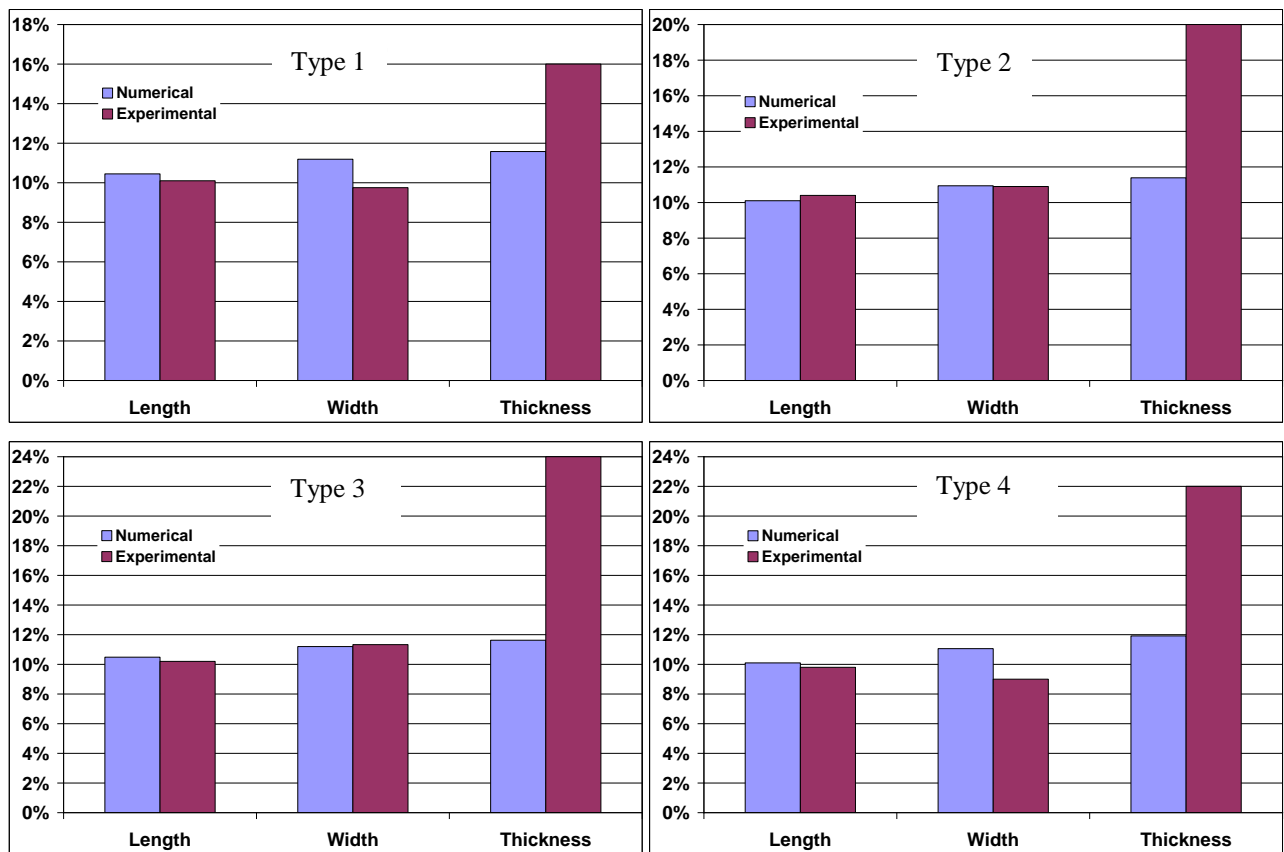 18%
16%
14%
12%
10%
8%
6%
4%
2%
0%
Type 1
Numerical
Experimental
Length Width Thickness
20%
18%
16%
14%
12%
10%
8%
6%
4%
2%
0%
Type 2
Numerical
Experimental
Length Width Thickness
24%
22%
20%
18%
16%
14%
12%
10%
8%
6%
4%
2%
0%
Type 3
Numerical
Experimental
Length Width Thickness
24%
22%
20%
18%
16%
14%
12%
10%
8%
6%
4%
2%
0%
Type 4
Numerical
Experimental
Length Width Thickness